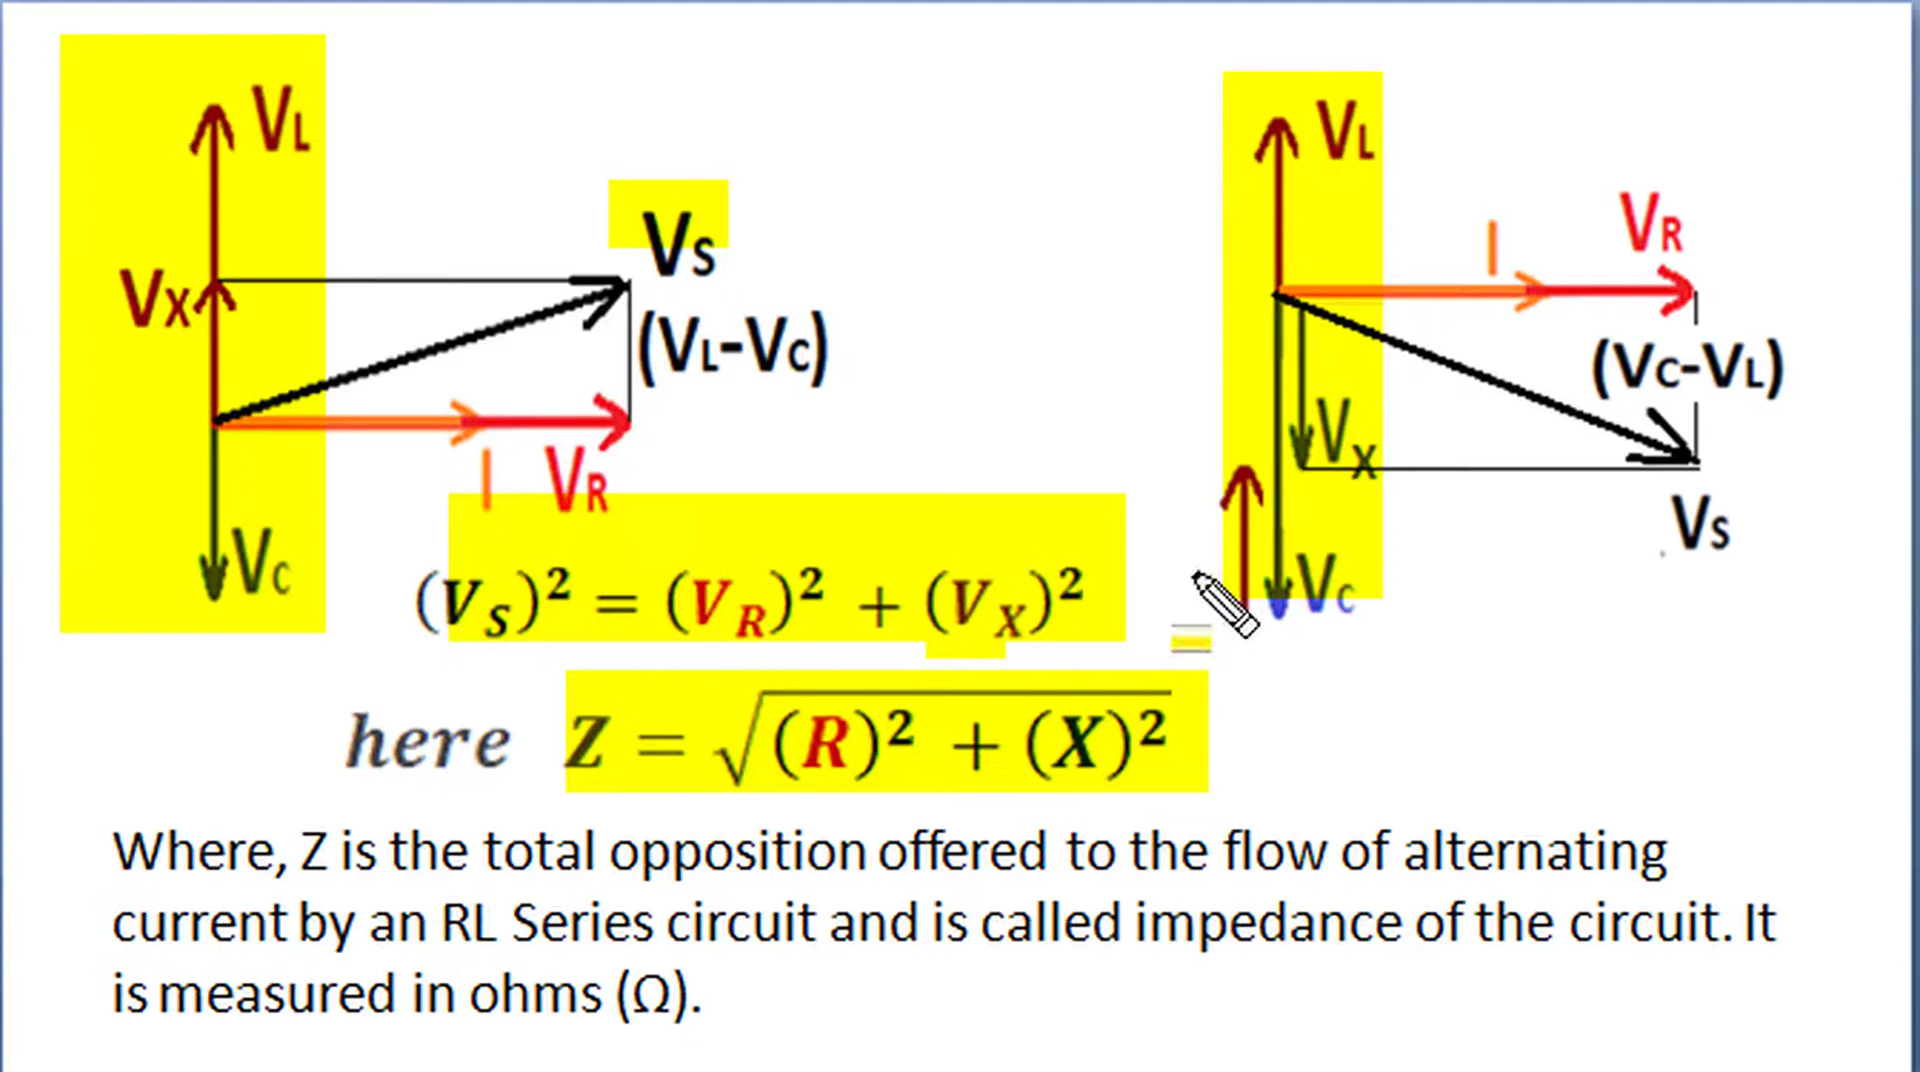 VL
VX
VS
(VL-VC)
I VR
VC
VL
I VR
(VC-VL)
VX
VS
VC
(VS)² = (VR)² + (VX)²
=
here Z = √(R)² + (X)²
Where, Z is the total opposition offered to the flow of alternating
current by an RL Series circuit and is called impedance of the circuit. It
is measured in ohms (Ω).